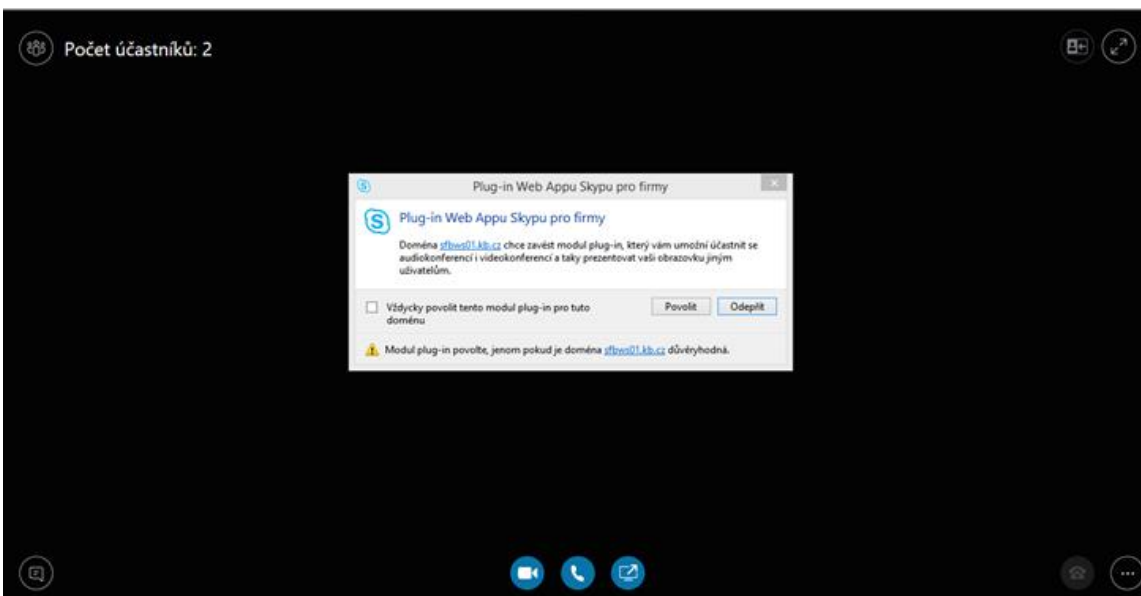 Počet účastníků: 2
Plug-in Web Appu Skypu pro firmy
Plug-in Web Appu Skypu pro firmy
Doména sfbws01.kb.cz chce zavést modul plug-in, který vám umožní účastnit se
audiokonferencí i videokonferencí a taky prezentovat vaši obrazovku jiným
uživatelům.
Vždycky povolit tento modul plug-in pro tuto
doménu
Povolit
Odepřít
Modul plug-in povolte, jenom pokud je doména sfbws01.kb.cz důvěryhodná.